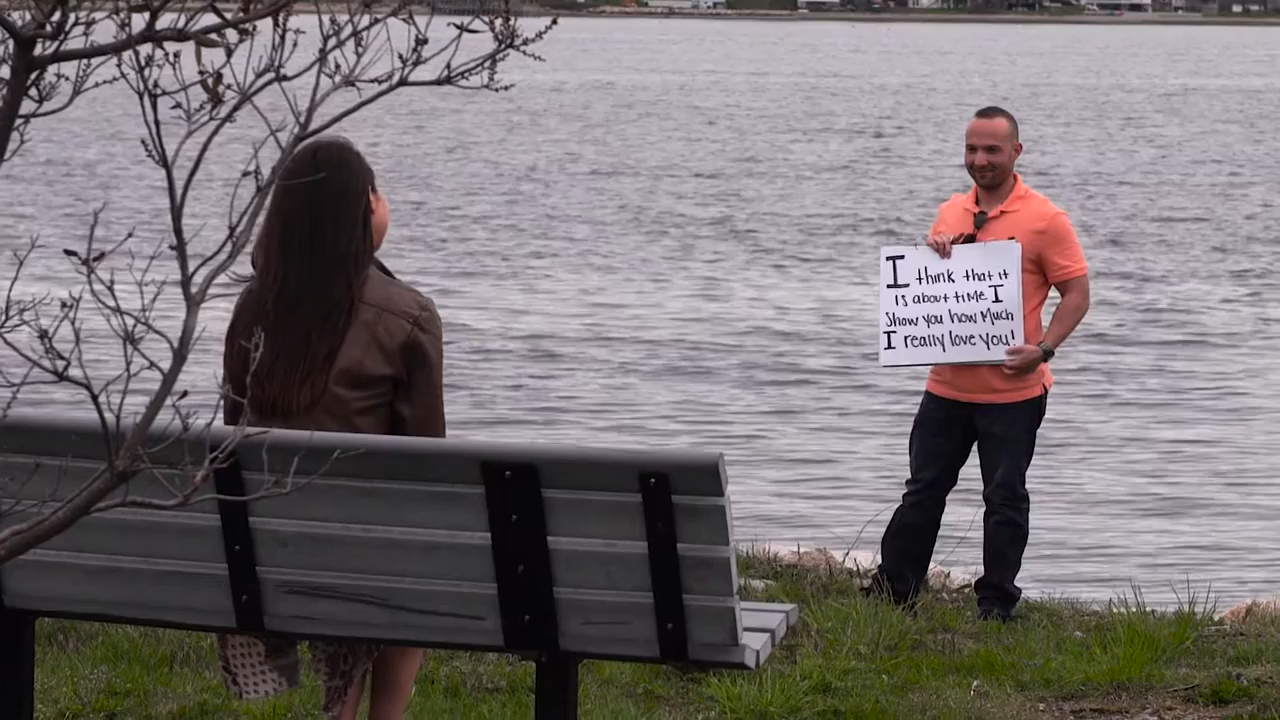 I think that it
is about time I
Show you how Much
I really love you!